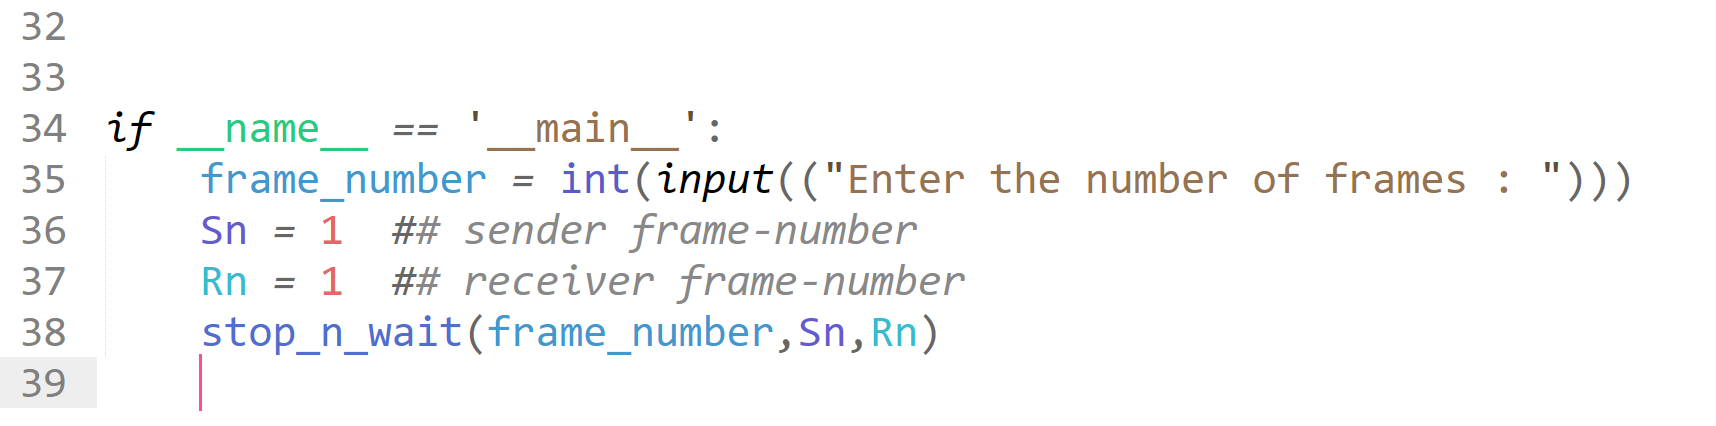 32
33
34 if __name__ == '__main__':
35 frame_number = int(input(("Enter the number of frames : ")))
36 Sn = 1  ## sender frame-number
37 Rn = 1  ## receiver frame-number
38 stop_n_wait(frame_number,Sn,Rn)
39